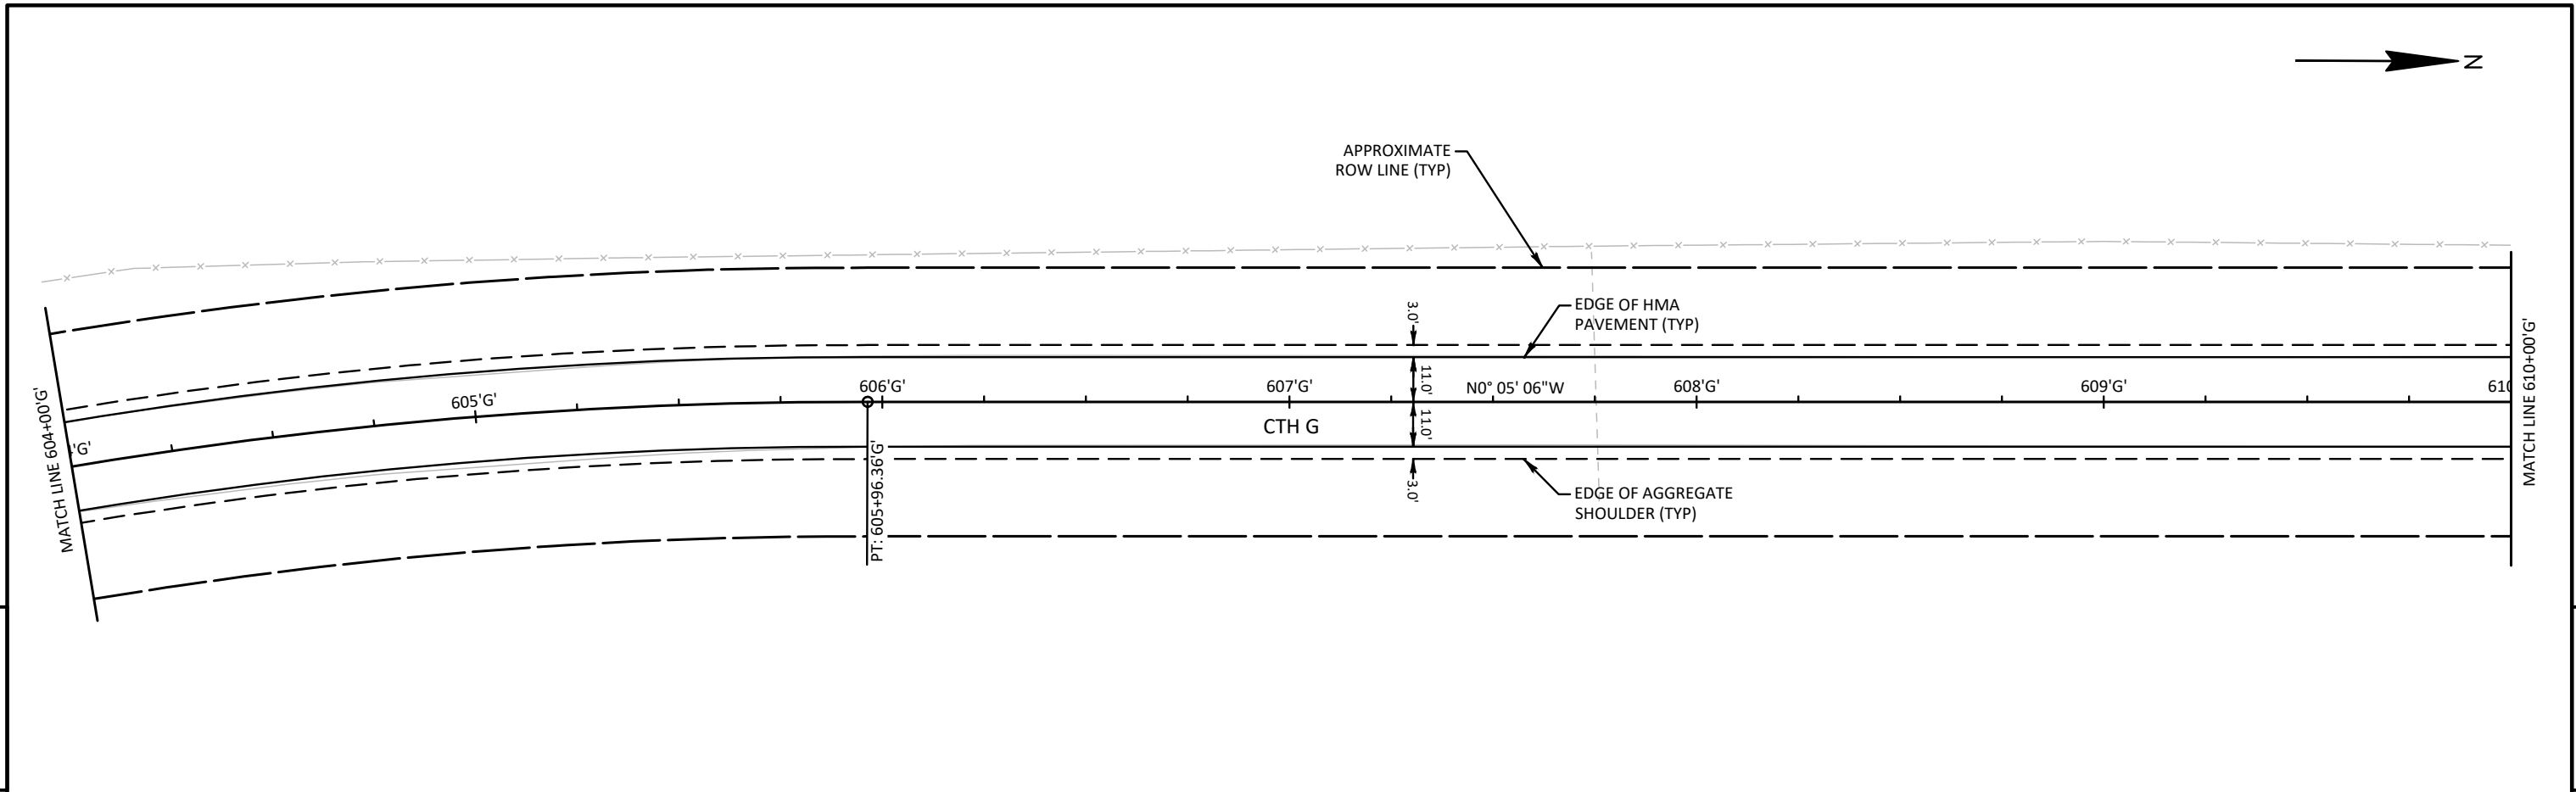 N
APPROXIMATE
ROW LINE (TYP)
EDGE OF HMA
PAVEMENT (TYP)
3.0'
11.0'
11.0'
3.0'
MATCH LINE 604+00'G'
'G'
605'G'
606'G'
607'G'
N0° 05' 06"W
608'G'
609'G'
610
MATCH LINE 610+00'G'
CTH G
PT: 605+96.36'G'
EDGE OF AGGREGATE
SHOULDER (TYP)